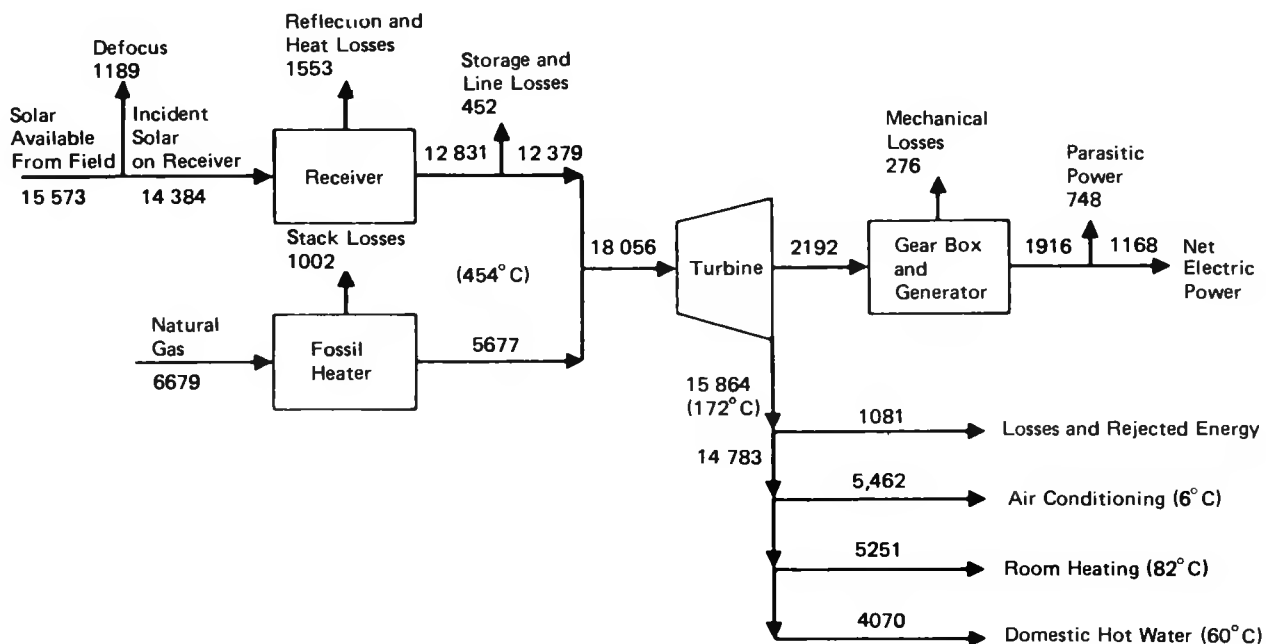 Defocus
1189
Reflection and
Heat Losses
1553
Storage and
Line Losses
452
Solar
Available
From Field
15 573
Incident
Solar
on Receiver
14 384
Receiver
12 831
12 379
Stack Losses
1002
Natural
Gas
6679
Fossil
Heater
5677
(454°C)
18 056
Turbine
2192
Mechanical
Losses
276
Gear Box
and
Generator
1916
Parasitic
Power
748
1168
Net
Electric
Power
15 864
(172°C)
1081
Losses and Rejected Energy
14 783
5,462
Air Conditioning (6°C)
5251
Room Heating (82°C)
4070
Domestic Hot Water (60°C)